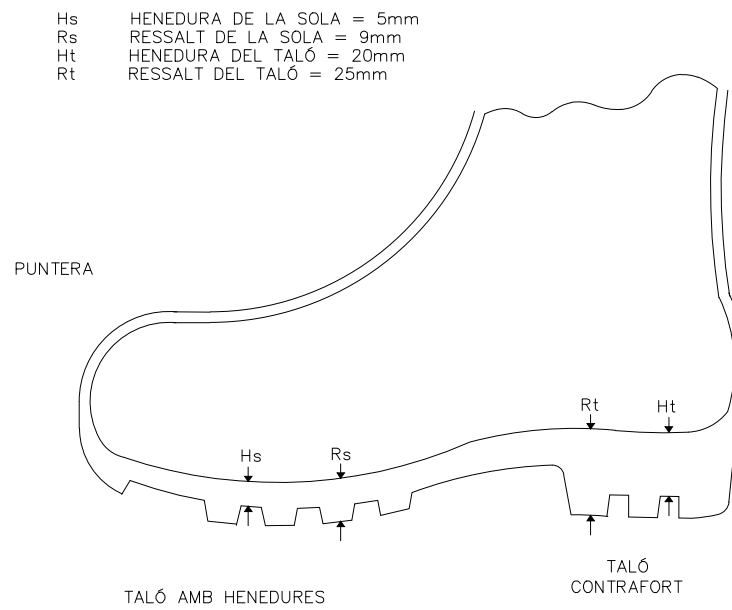 Hs HENEDURA DE LA SOLA = 5mm
Rs RESSALT DE LA SOLA = 9mm
Ht HENEDURA DEL TALÓ = 20mm
Rt RESSALT DEL TALÓ = 25mm
PUNTERA
Rt Ht
Hs Rs
TALÓ
CONTRAFORT
TALÓ AMB HENEDURES